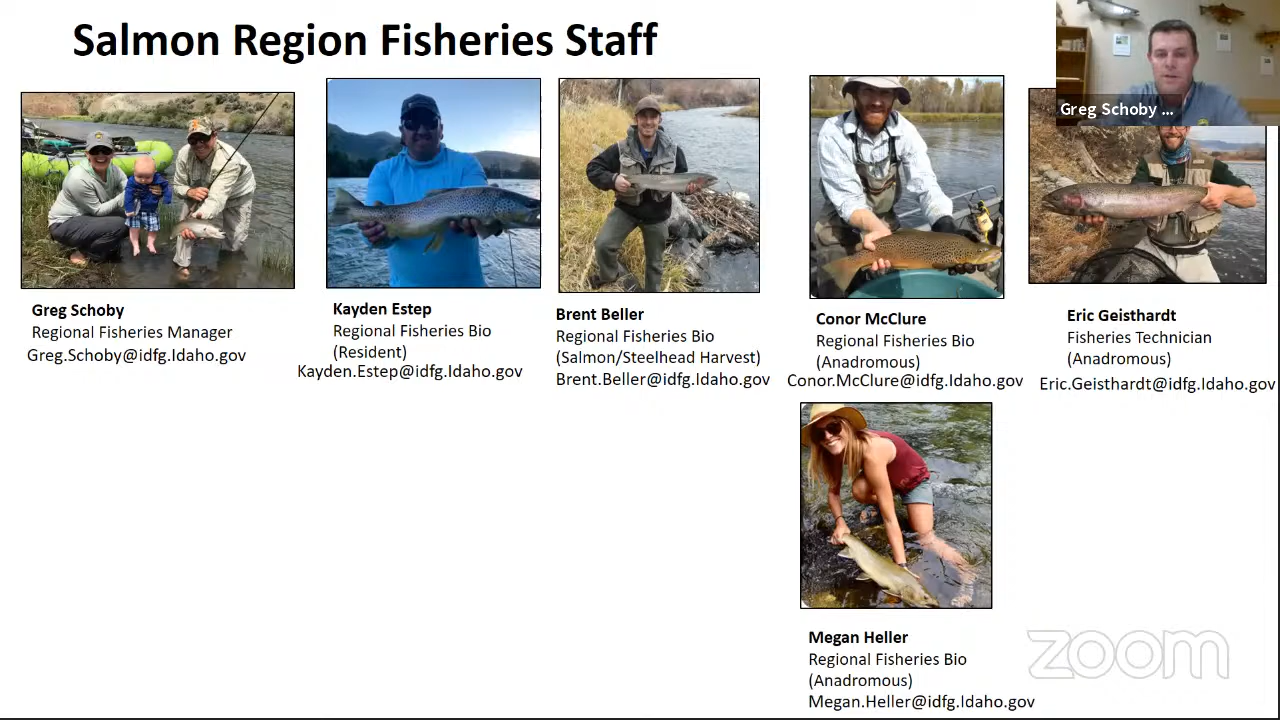 Salmon Region Fisheries Staff
Greg Schoby ...
Greg Schoby
Regional Fisheries Manager
Greg.Schoby@idfg.Idaho.gov
Kayden Estep
Regional Fisheries Bio
(Resident)
Kayden.Estep@idfg.Idaho.gov
Brent Beller
Regional Fisheries Bio
(Salmon/Steelhead Harvest)
Brent.Beller@idfg.Idaho.gov
Conor McClure
Regional Fisheries Bio
(Anadromous)
Conor.McClure@idfg.Idaho.gov
Eric Geisthardt
Fisheries Technician
(Anadromous)
Eric.Geisthardt@idfg.Idaho.gov
Megan Heller
Regional Fisheries Bio
(Anadromous)
Megan.Heller@idfg.Idaho.gov
zoom